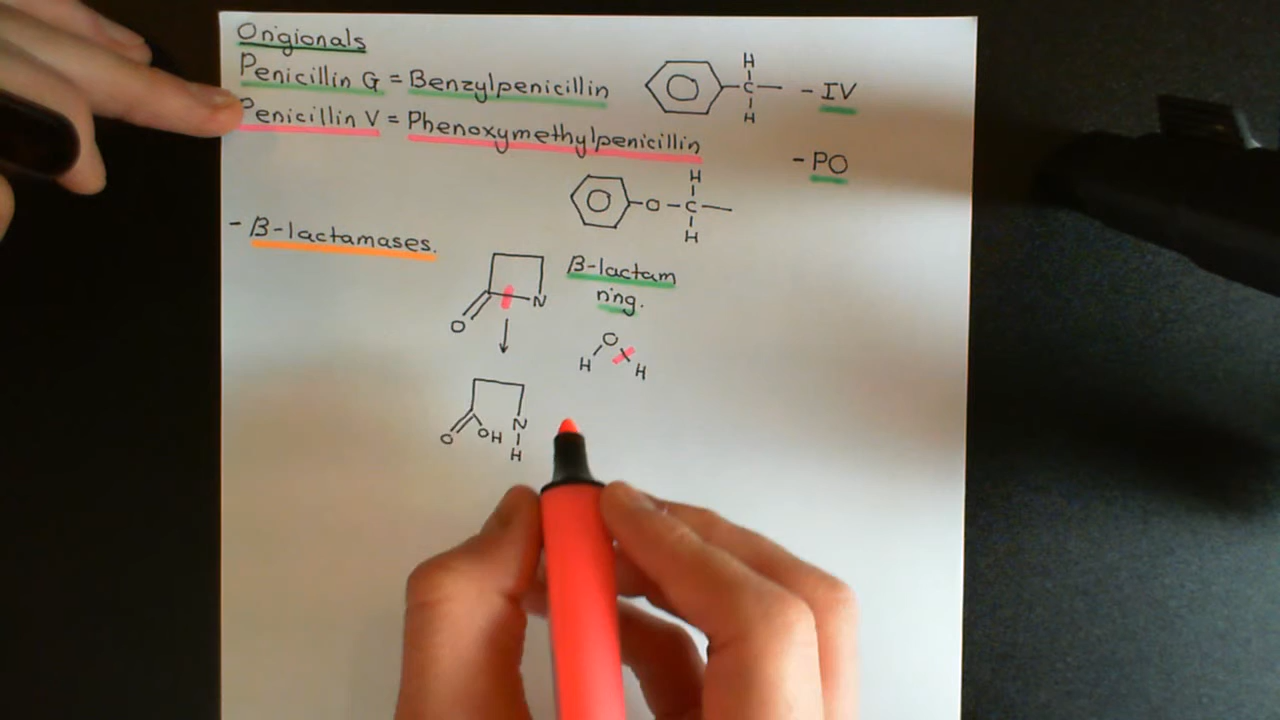 Origionals
Penicillin G = Benzylpenicillin
H
C
H
- IV
Penicillin V = Phenoxymethylpenicillin
- PO
H
O - C
H
- β-lactamases.
β-lactam
ring.
N
O
O
H
H
O
OH
N
H